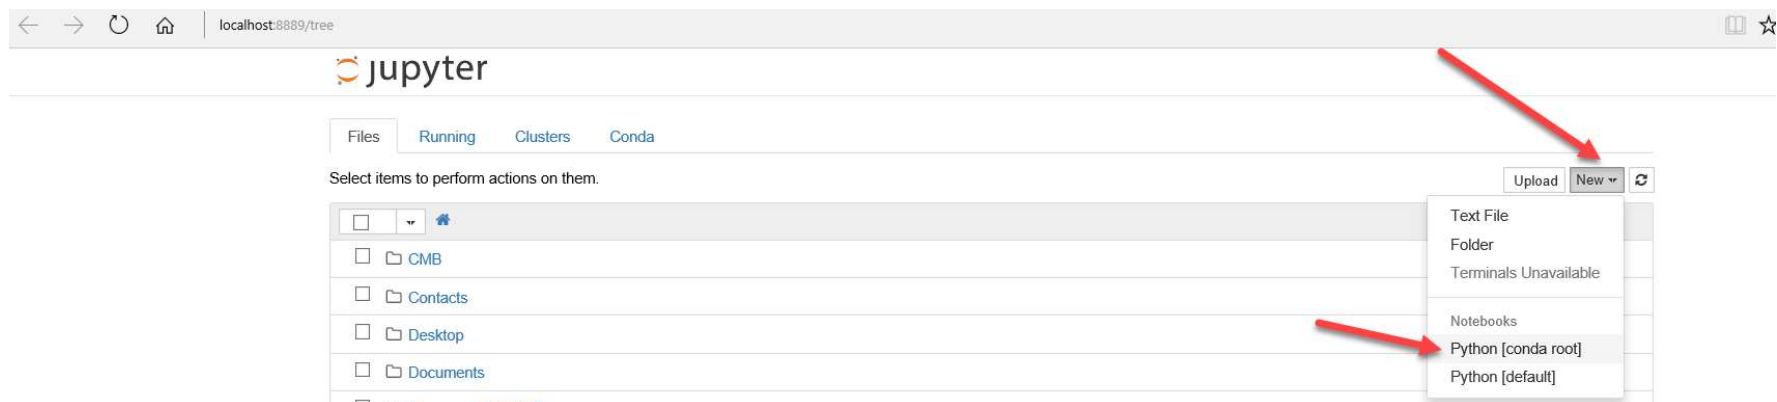 localhost:8889/tree
jupyter
Files Running Clusters Conda
Select items to perform actions on them.
Upload New
Text File
Folder
Terminals Unavailable
Notebooks
Python [conda root]
Python [default]
CMB
Contacts
Desktop
Documents